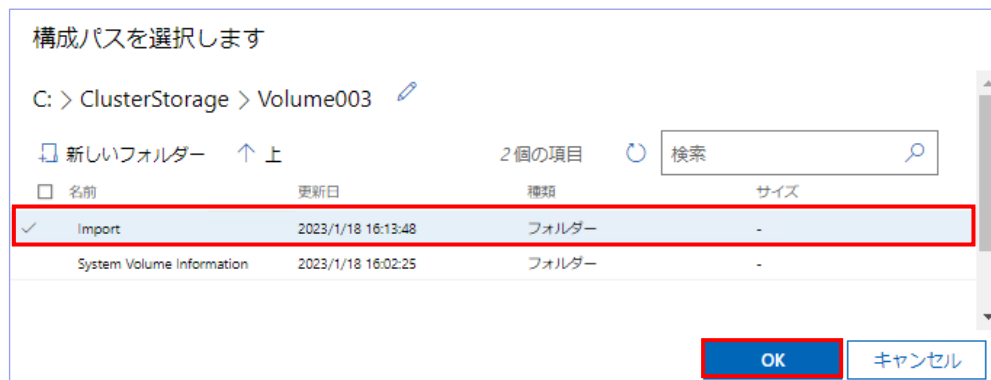 構成パスを選択します
C: > ClusterStorage > Volume003
新しいフォルダー 上 2個の項目 検索
名前 更新日 種類 サイズ
Import 2023/1/18 16:13:48 フォルダー -
System Volume Information 2023/1/18 16:02:25 フォルダー -
OK キャンセル